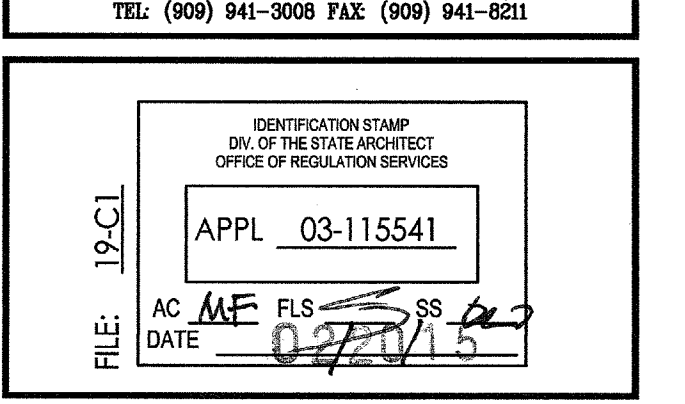 TEL: (909) 941-3008 FAX: (909) 941-8211
IDENTIFICATION STAMP
DIV. OF THE STATE ARCHITECT
OFFICE OF REGULATION SERVICES
APPL 03-115541
AC MF FLS SS
DATE 02/20/15
FILE: 19-C1